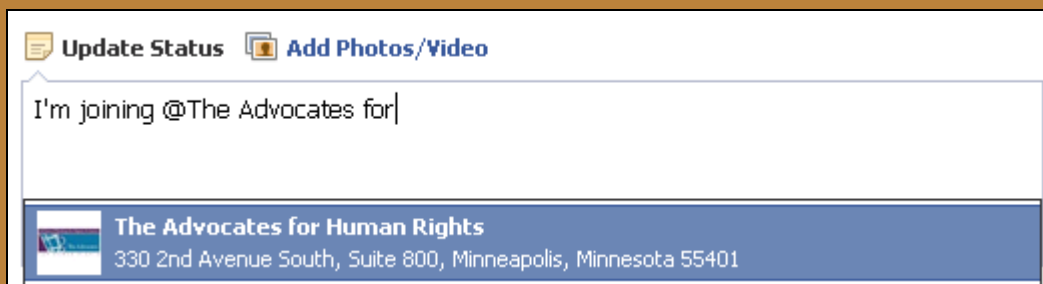 Update Status Add Photos/Video
I'm joining @The Advocates for
The Advocates for Human Rights
330 2nd Avenue South, Suite 800, Minneapolis, Minnesota 55401